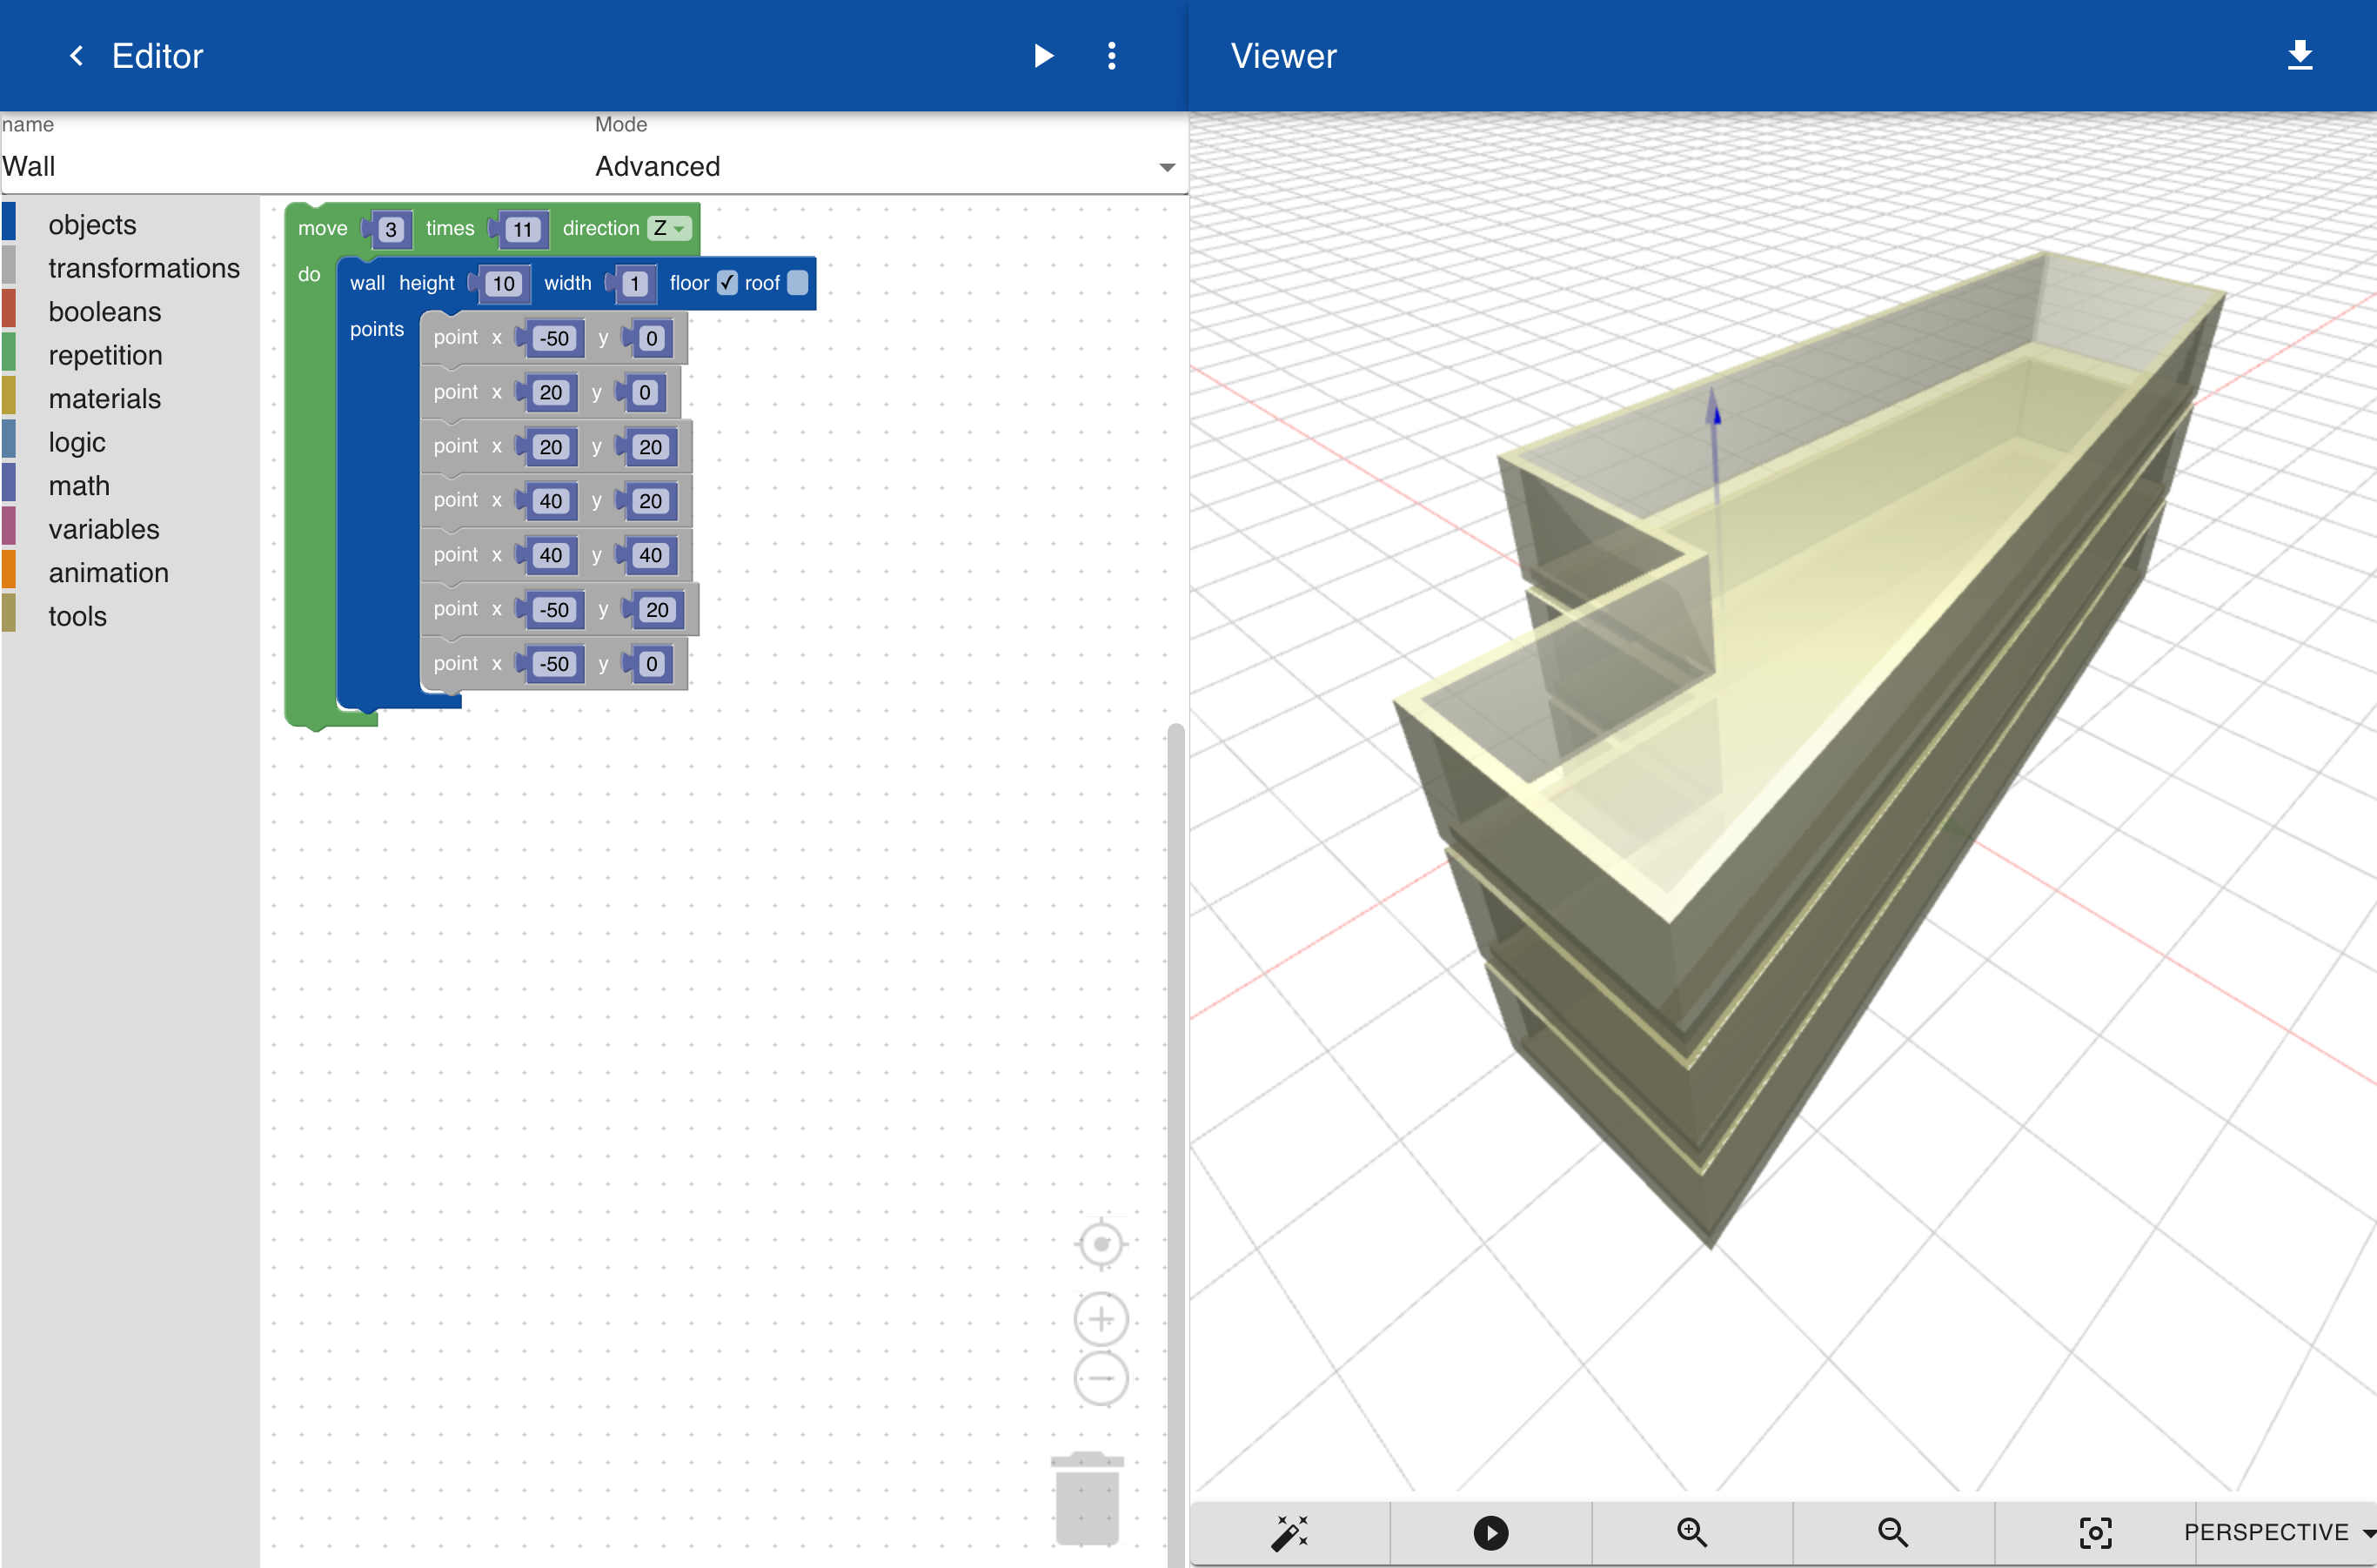 Editor
Viewer
name
Mode
Wall
Advanced
objects
transformations
booleans
repetition
materials
logic
math
variables
animation
tools
move 3 times 11 direction Z
do
wall height 10 width 1 floor ✓ roof
points
point x -50 y 0
point x 20 y 0
point x 20 y 20
point x 40 y 20
point x 40 y 40
point x -50 y 20
point x -50 y 0
PERSPECTIVE